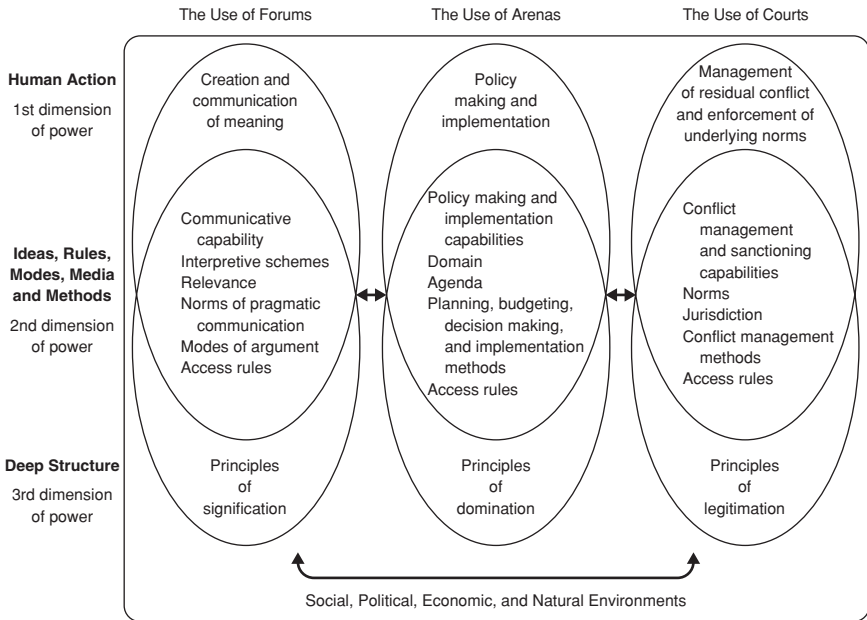 The Use of Forums
The Use of Arenas
The Use of Courts
Human Action
1st dimension
of power
Creation and
communication
of meaning
Policy
making and
implementation
Management
of residual conflict
and enforcement of
underlying norms
Ideas, Rules,
Modes, Media
and Methods
2nd dimension
of power
Communicative
capability
Interpretive schemes
Relevance
Norms of pragmatic
communication
Modes of argument
Access rules
Policy making and
implementation
capabilities
Domain
Agenda
Planning, budgeting,
decision making,
and implementation
methods
Access rules
Conflict
management
and sanctioning
capabilities
Norms
Jurisdiction
Conflict management
methods
Access rules
Deep Structure
3rd dimension
of power
Principles
of
signification
Principles
of
domination
Principles
of
legitimation
Social, Political, Economic, and Natural Environments